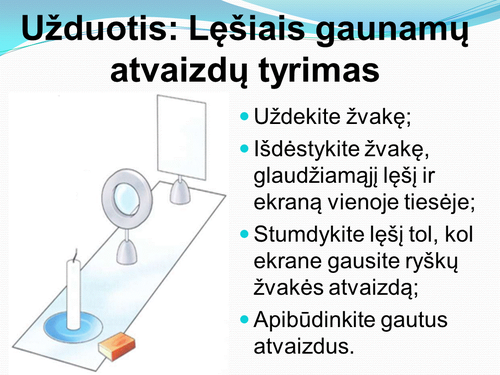 Užduotis: Lęšiais gaunamų
atvaizdų tyrimas
Uždekite žvakę;
Išdėstykite žvakę,
glaudžiamąjį lęšį ir
ekraną vienoje tiesėje;
Stumdykite lęšį tol, kol
ekrane gausite ryškų
žvakės atvaizdą;
Apibūdinkite gautus
atvaizdus.